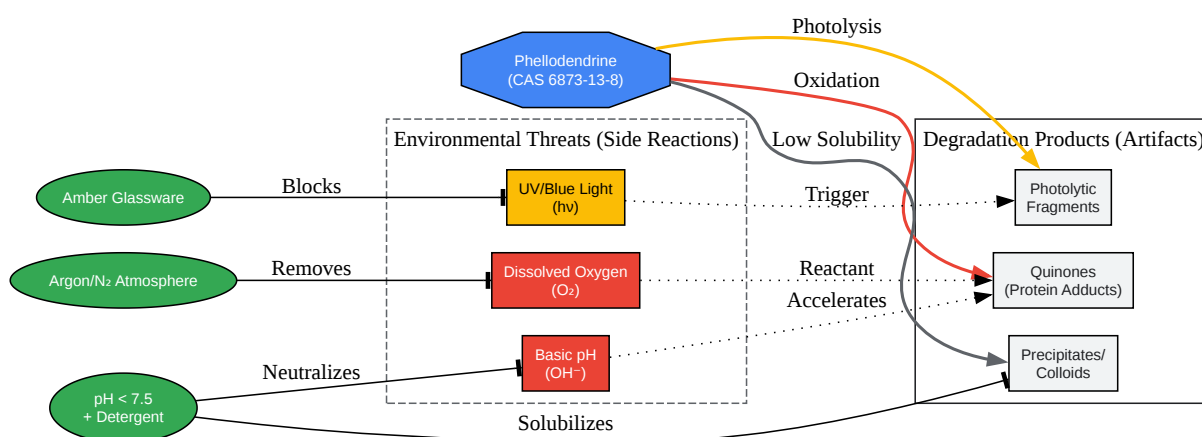 Photolysis
Phellodendrine
(CAS 6873-13-8)
Oxidation
Environmental Threats (Side Reactions)
Low Solubility
Degradation Products (Artifacts)
Amber Glassware
Blocks
UV/Blue Light
(hν)
Trigger
Photolytic
Fragments
Argon/N₂ Atmosphere
Removes
Dissolved Oxygen
(O₂)
Reactant
Quinones
(Protein Adducts)
Accelerates
Basic pH
(OH⁻)
Precipitates/
Colloids
Neutralizes
pH < 7.5
+ Detergent
Solubilizes